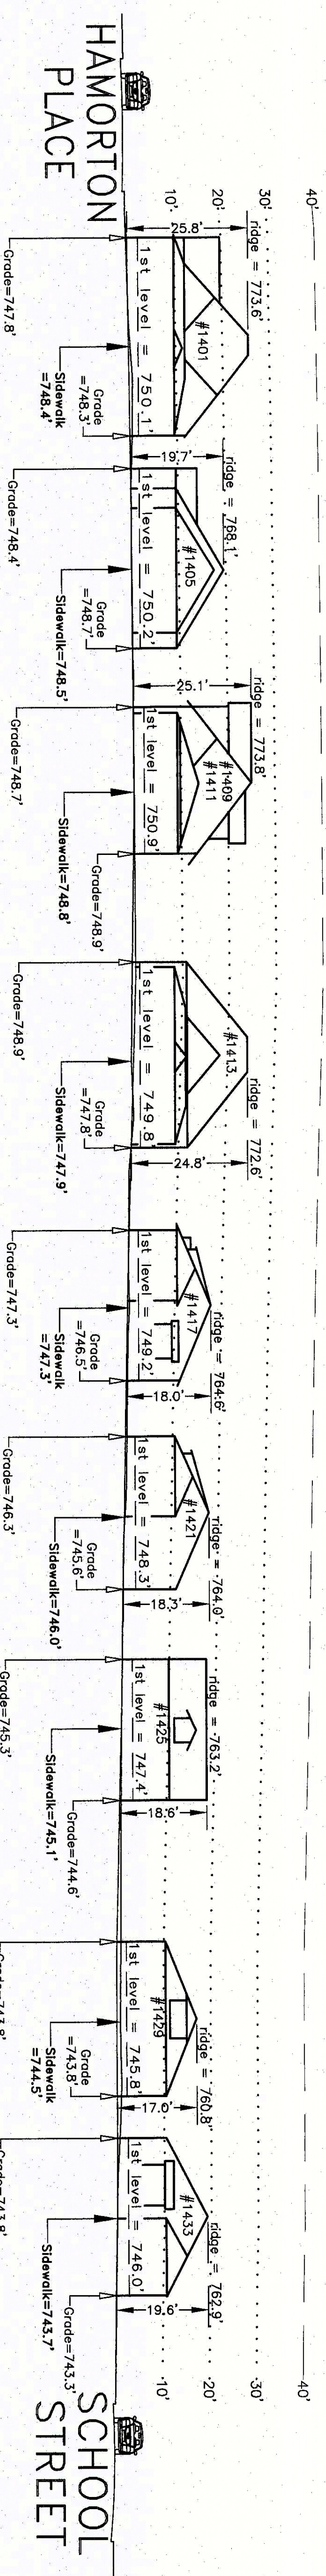 HAMORTON
PLACE
10'
20'
30'
40'
ridge = 773.6'
25.8'
#1401
1st level = 750.1'
Grade=747.8'
Grade
=748.3'
Sidewalk
=748.4'
ridge = 768.1'
19.7'
#1405
1st level = 750.2'
Grade=748.4'
Grade
=748.7'
Sidewalk=748.5'
ridge = 773.8'
25.1'
#1409
#1411
1st level = 750.9'
Grade=748.7'
Sidewalk=748.8'
Grade=748.9'
#1413
ridge = 772.6'
24.8'
1st level = 749.8'
Grade=748.9'
Grade
=747.8'
Sidewalk=747.9'
#1417
ridge = 764.6'
18.0'
1st level = 749.2'
Grade=747.3'
Grade
=746.5'
Sidewalk
=747.3'
#1421
ridge = 764.0'
18.3'
1st level = 748.3'
Grade=746.3'
Grade
=745.6'
Sidewalk=746.0'
ridge = 763.2'
18.6'
#1425
1st level = 747.4'
Grade=745.3'
Sidewalk=745.1'
Grade=744.6'
#1429
ridge = 760.8'
17.0'
1st level = 745.8'
Grade
=743.8'
Sidewalk
=744.5'
#1433
ridge = 762.9'
19.6'
1st level = 746.0'
Sidewalk=743.7'
Grade=743.3'
10'
20'
30'
40'
SCHOOL
STREET